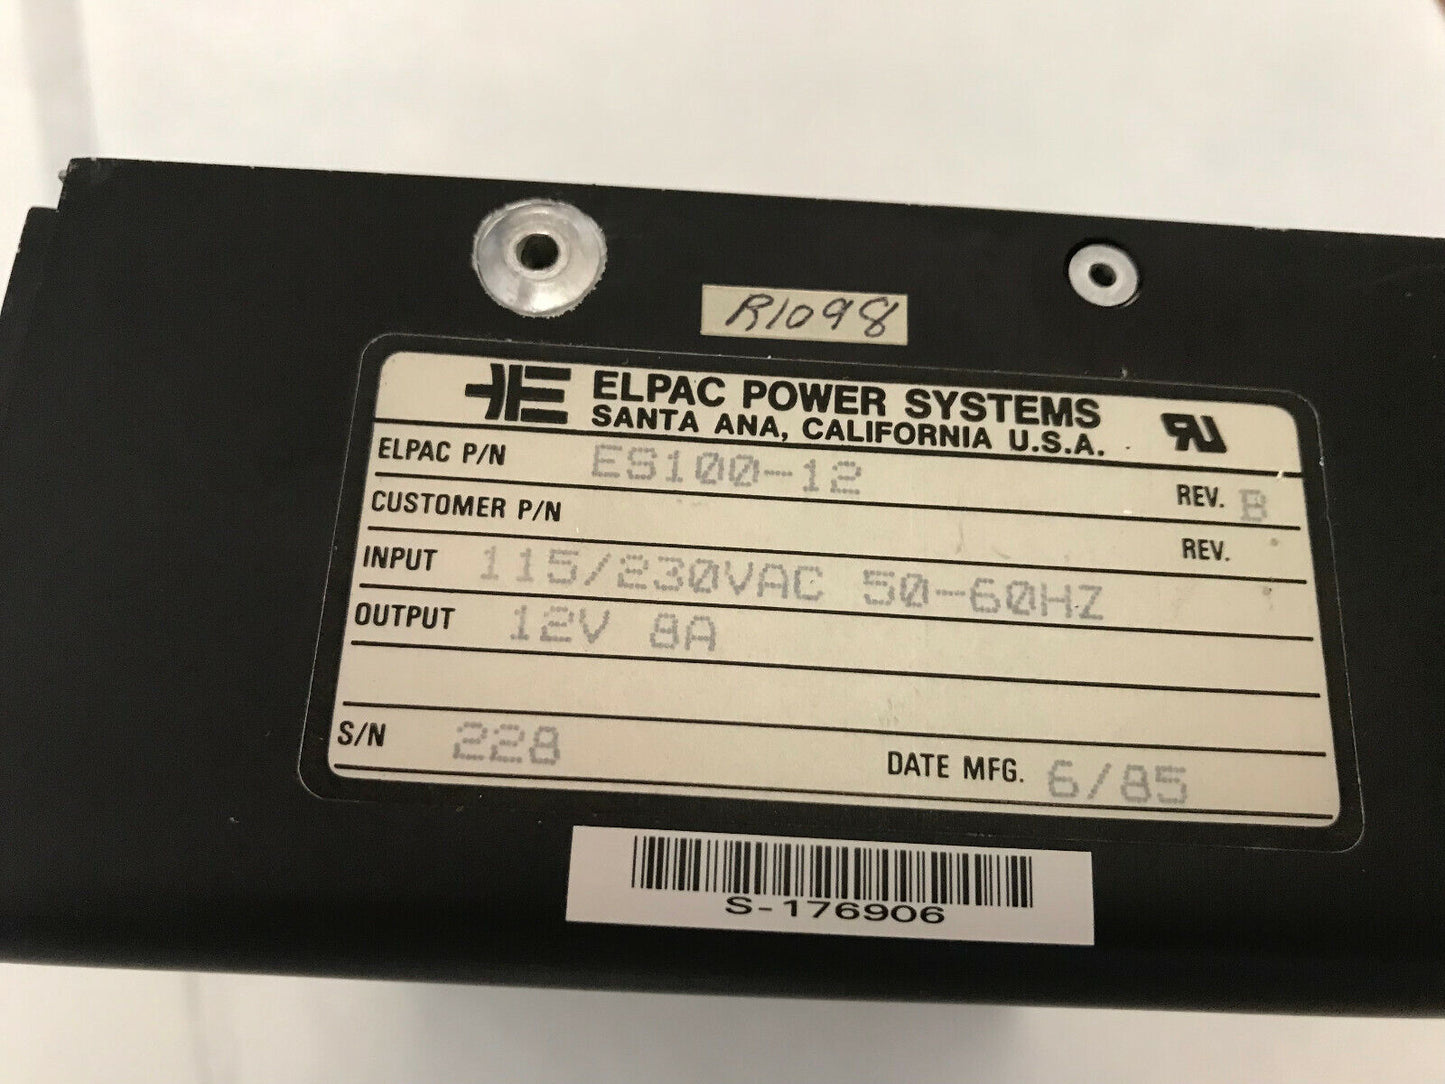 R1098
ELPAC POWER SYSTEMS
SANTA ANA, CALIFORNIA U.S.A.
ELPAC P/N ES100-12 REV. B
CUSTOMER P/N REV.
INPUT 115/230VAC 50-60HZ
OUTPUT 12V 8A
S/N 228 DATE MFG. 6/85
S-176906